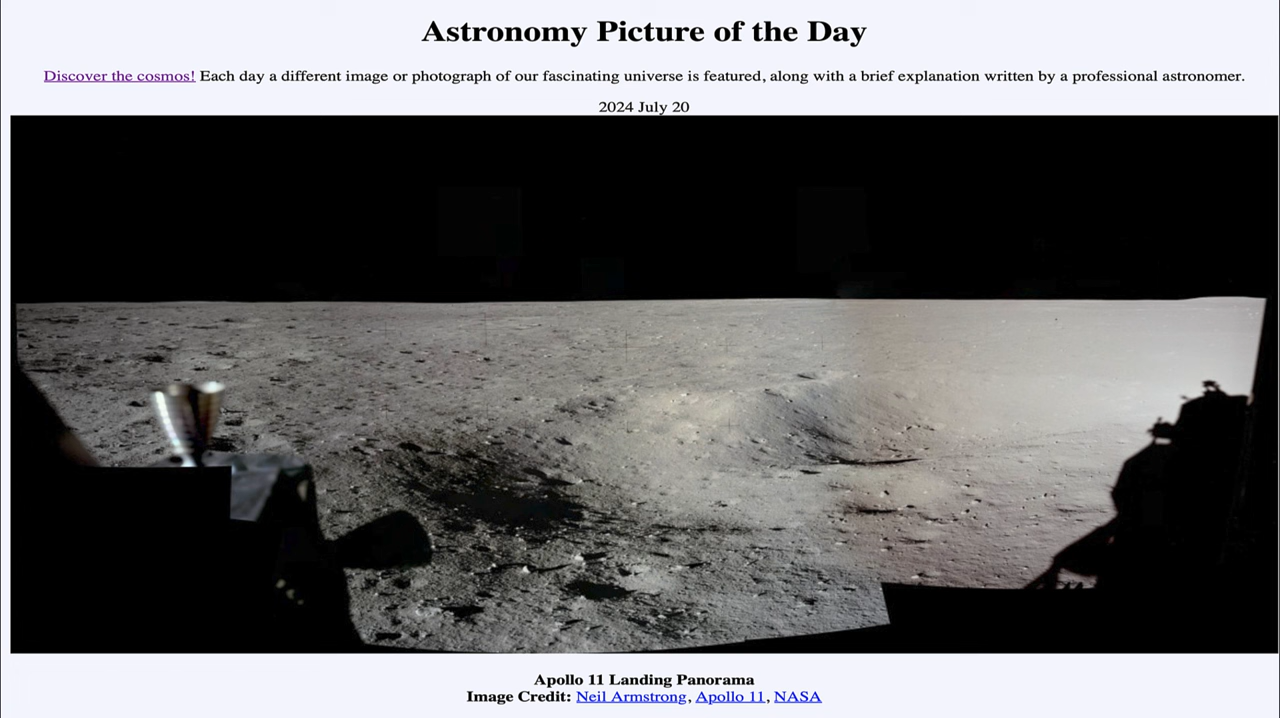 Astronomy Picture of the Day
Discover the cosmos! Each day a different image or photograph of our fascinating universe is featured, along with a brief explanation written by a professional astronomer.
2024 July 20
Apollo 11 Landing Panorama
Image Credit: Neil Armstrong, Apollo 11, NASA